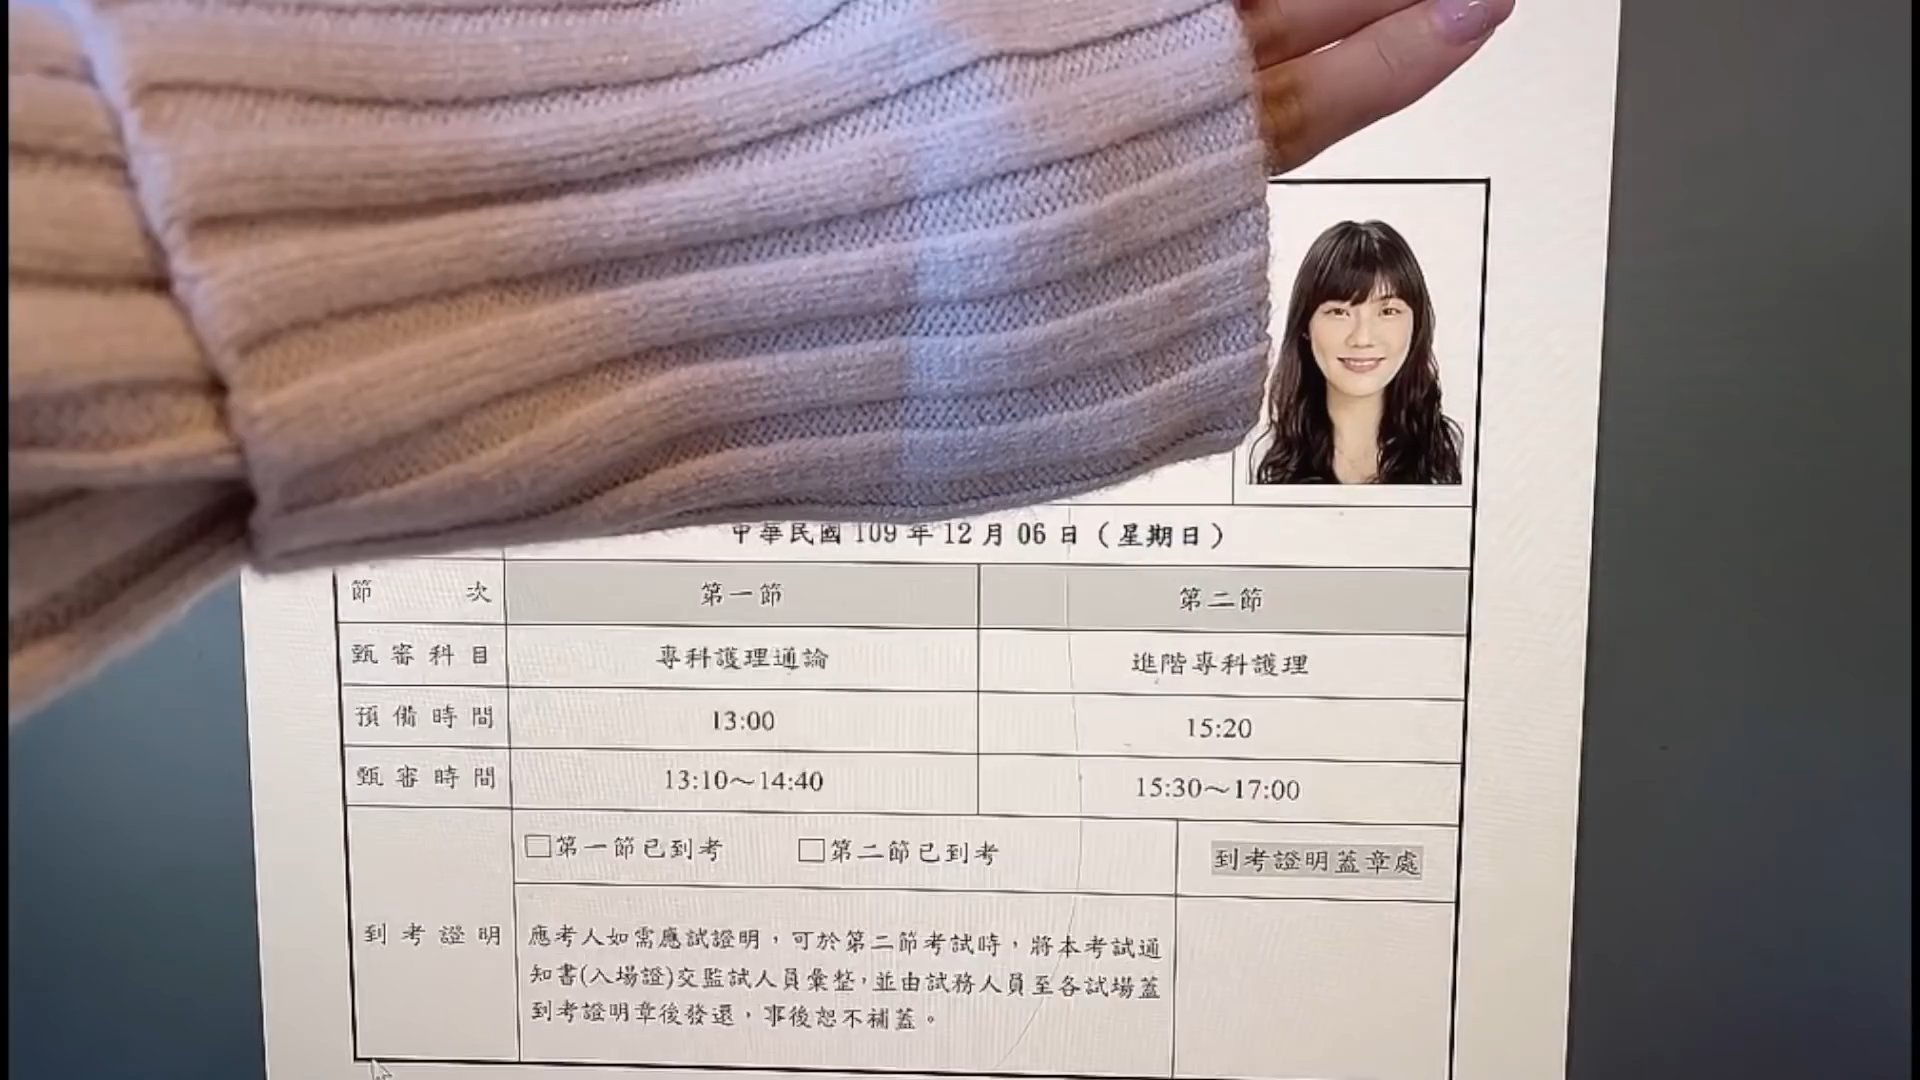 中華民國 109 年 12 月 06 日（星期日）
節次 第一節 第二節
甄審科目 專科護理通論 進階專科護理
預備時間 13:00 15:20
甄審時間 13:10～14:40 15:30～17:00
□第一節已到考 □第二節已到考 到考證明蓋章處
到考證明
應考人如需應試證明，可於第二節考試時，將本考試通
知書(入場證)交監試人員彙整，並由試務人員至各試場蓋
到考證明章後發還，事後恕不補蓋。